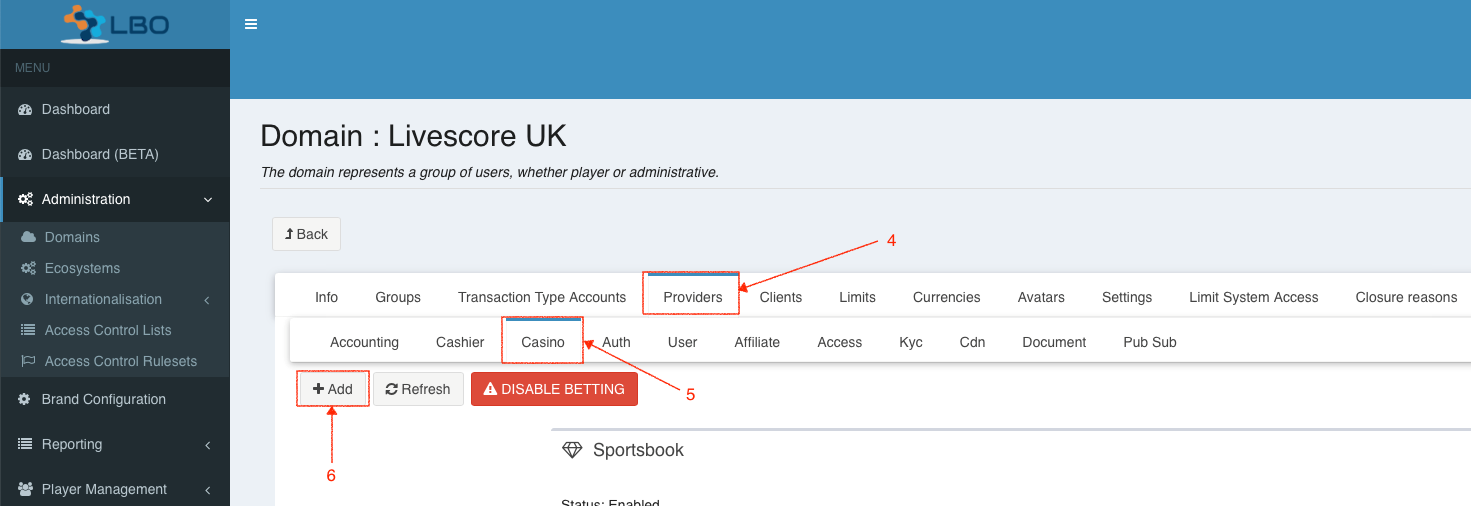 LBO
MENU
Dashboard
Dashboard (BETA)
Administration
Domains
Ecosystems
Internationalisation
Access Control Lists
Access Control Rulesets
Brand Configuration
Reporting
Player Management
Domain : Livescore UK
The domain represents a group of users, whether player or administrative.
Back
4
Info Groups Transaction Type Accounts Providers Clients Limits Currencies Avatars Settings Limit System Access Closure reasons
Accounting Cashier Casino Auth User Affiliate Access Kyc Cdn Document Pub Sub
Add Refresh DISABLE BETTING
5
6
Sportsbook
Status: Enabled